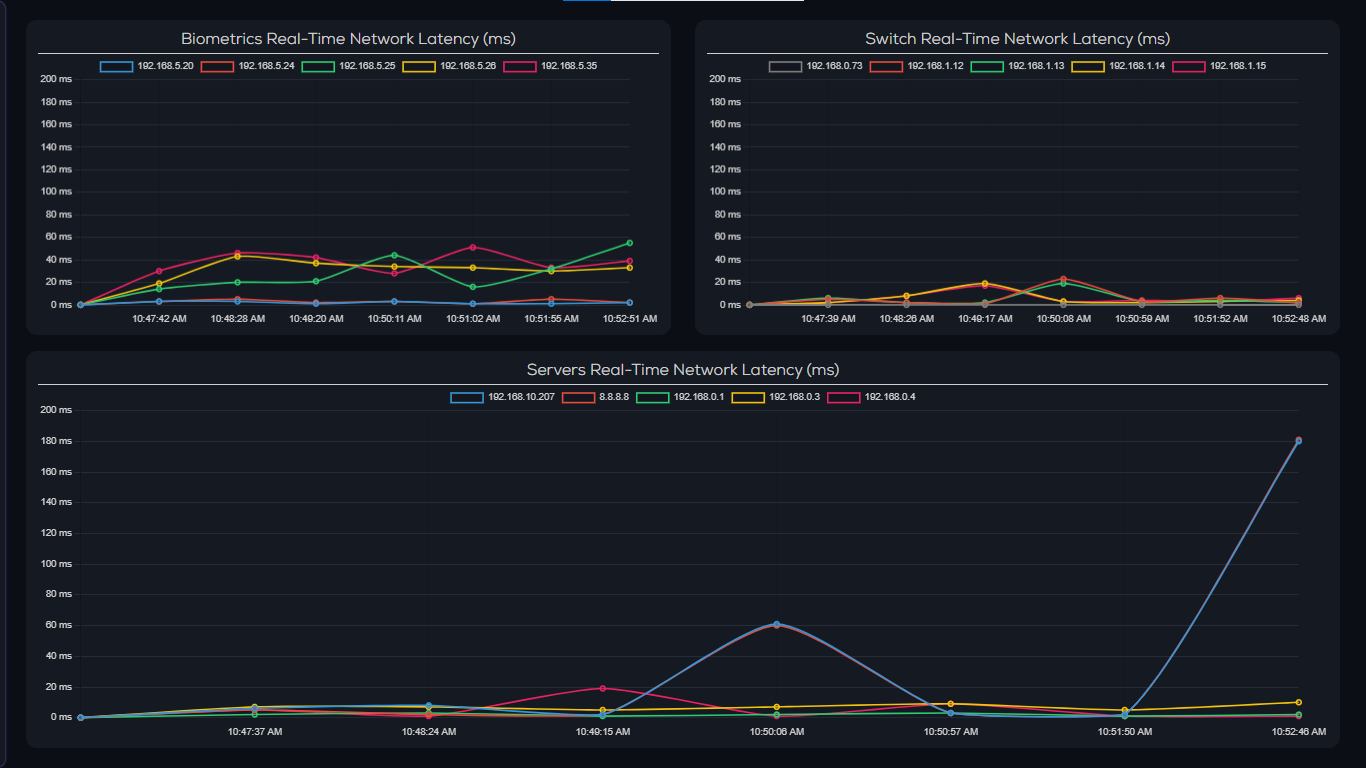 Biometrics Real-Time Network Latency (ms)
192.168.5.20 192.168.5.24 192.168.5.25 192.168.5.26 192.168.5.35
200 ms
180 ms
160 ms
140 ms
120 ms
100 ms
80 ms
60 ms
40 ms
20 ms
0 ms
10:47:42 AM 10:48:28 AM 10:49:20 AM 10:50:11 AM 10:51:02 AM 10:51:55 AM 10:52:51 AM
Switch Real-Time Network Latency (ms)
192.168.0.73 192.168.1.12 192.168.1.13 192.168.1.14 192.168.1.15
200 ms
180 ms
160 ms
140 ms
120 ms
100 ms
80 ms
60 ms
40 ms
20 ms
0 ms
10:47:39 AM 10:48:26 AM 10:49:17 AM 10:50:08 AM 10:50:59 AM 10:51:52 AM 10:52:48 AM
Servers Real-Time Network Latency (ms)
192.168.10.207 8.8.8.8 192.168.0.1 192.168.0.3 192.168.0.4
200 ms
180 ms
160 ms
140 ms
120 ms
100 ms
80 ms
60 ms
40 ms
20 ms
0 ms
10:47:37 AM 10:48:24 AM 10:49:15 AM 10:50:06 AM 10:50:57 AM 10:51:50 AM 10:52:46 AM